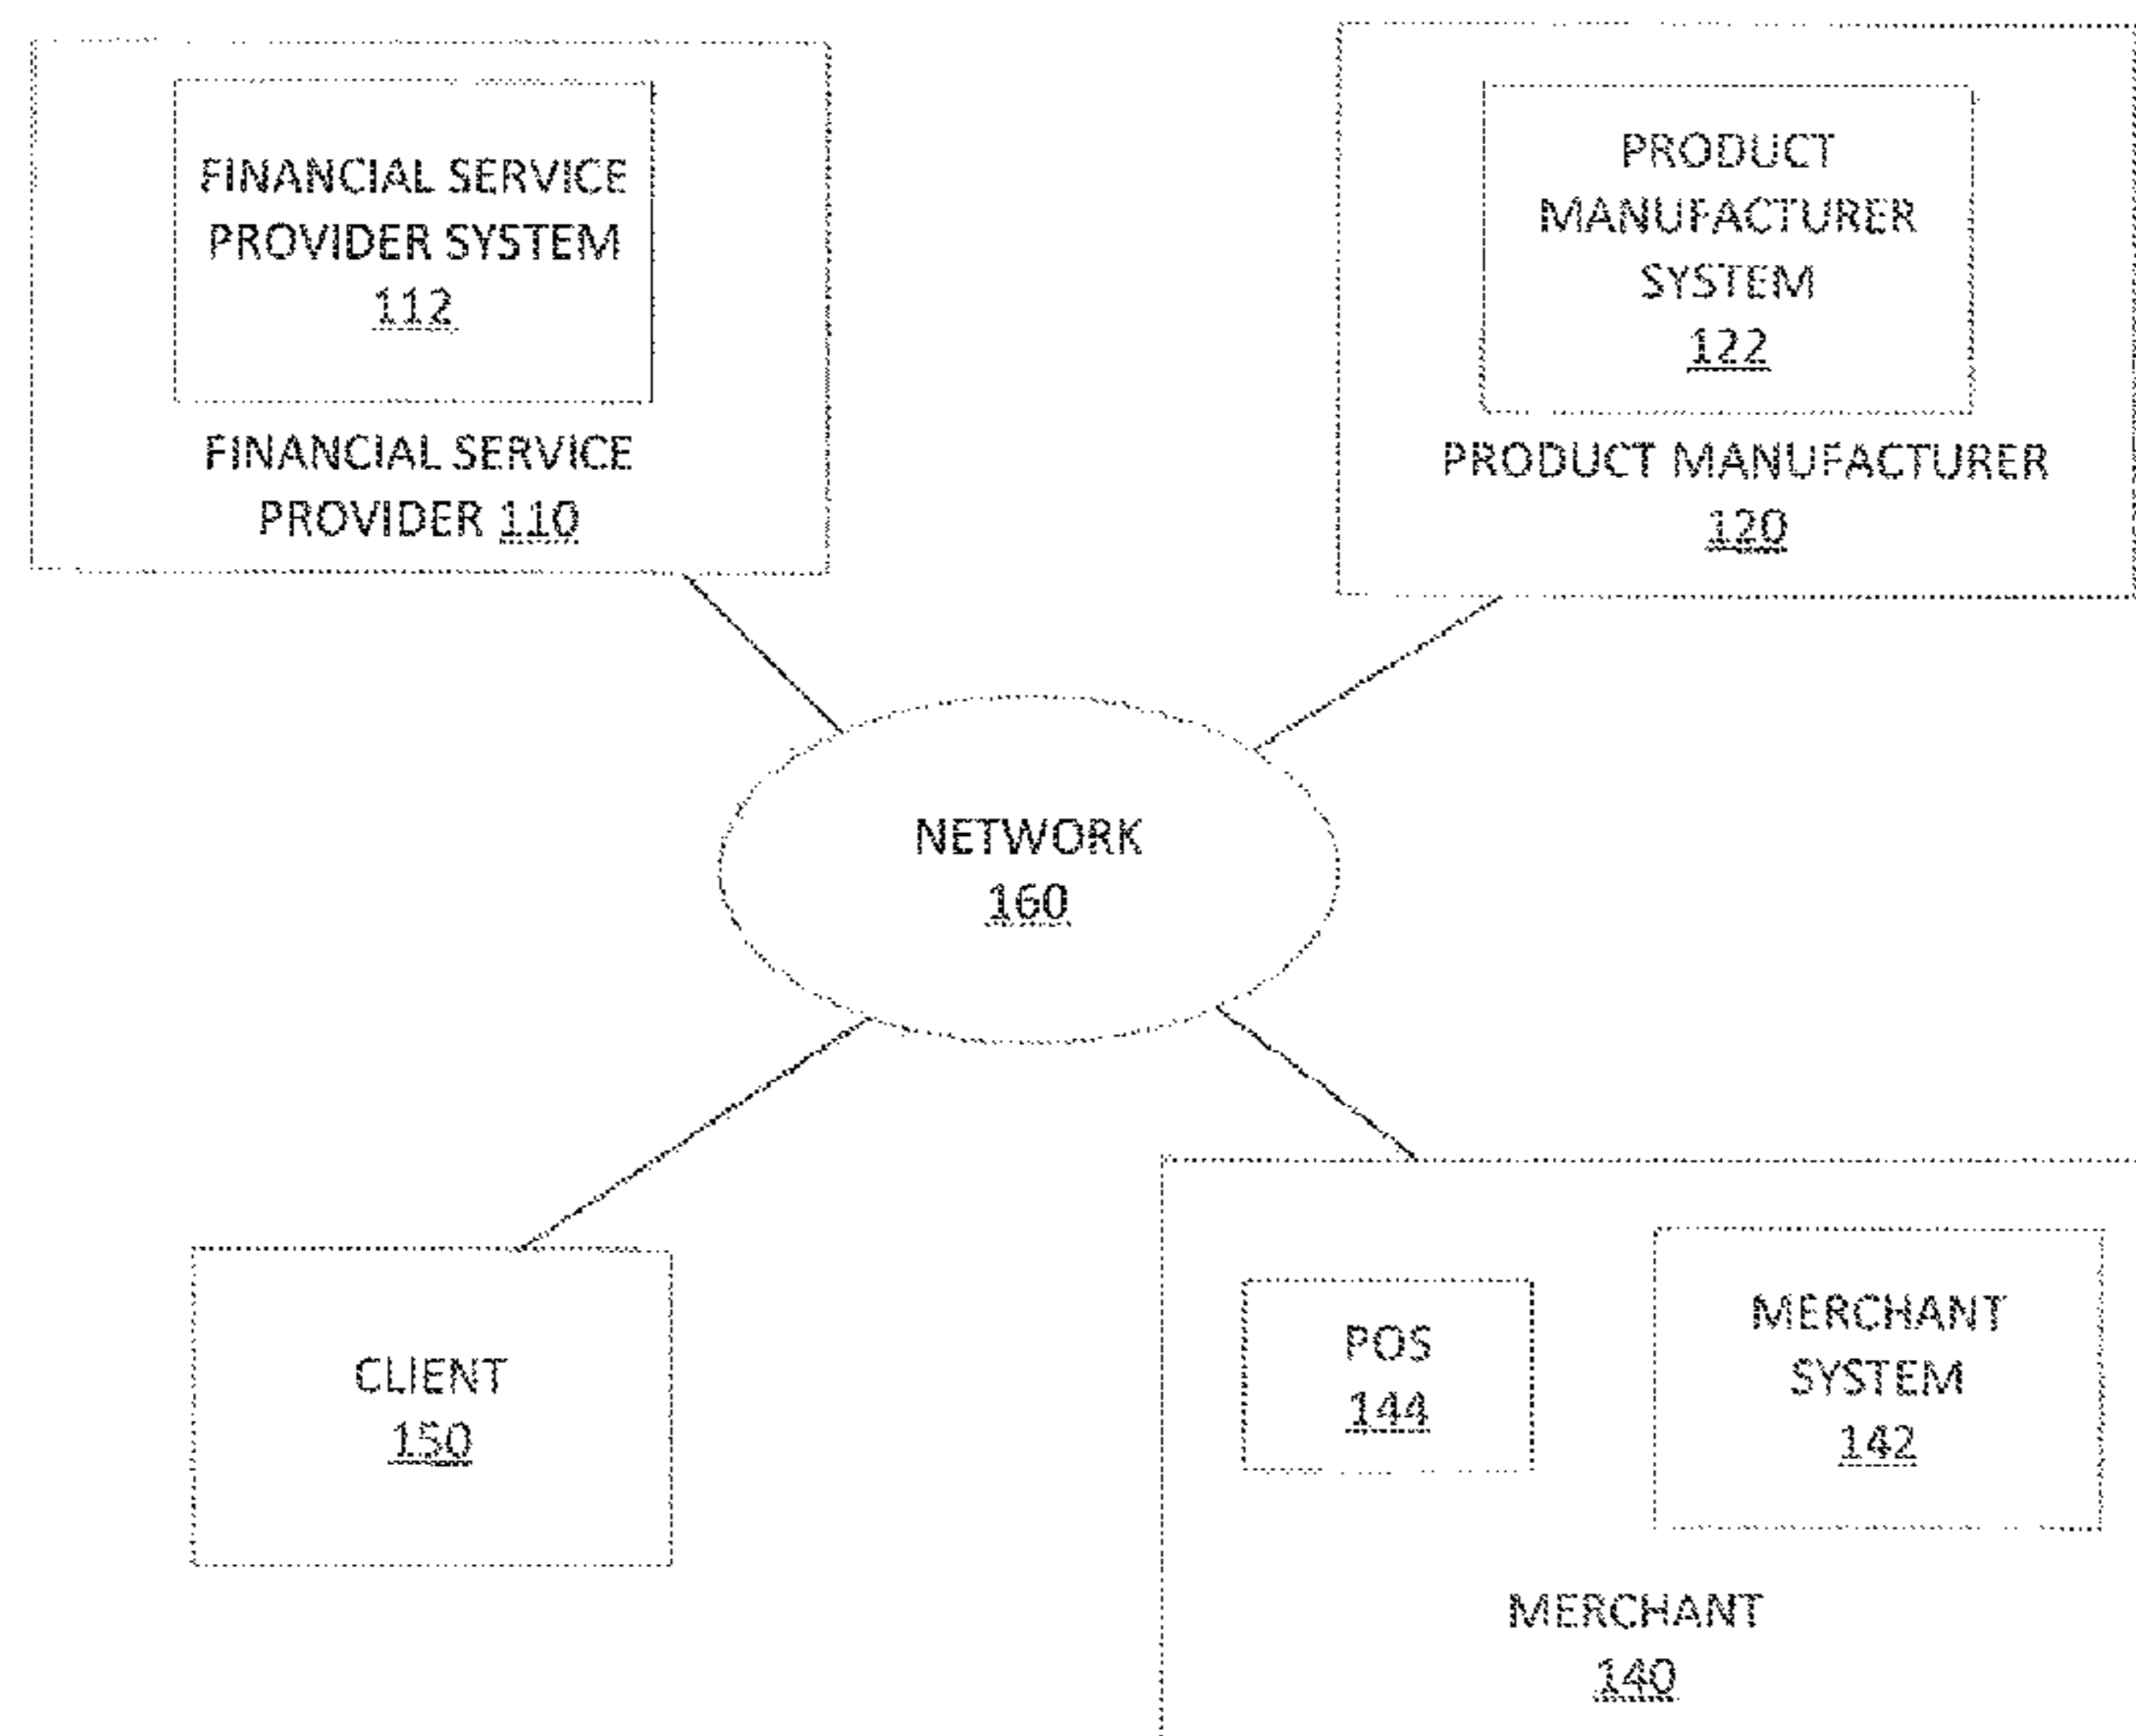 FINANCIAL SERVICE
PROVIDER SYSTEM
112
FINANCIAL SERVICE
PROVIDER 110
PRODUCT
MANUFACTURER
SYSTEM
122
PRODUCT MANUFACTURER
120
NETWORK
160
CLIENT
150
POS
144
MERCHANT
SYSTEM
142
MERCHANT
140